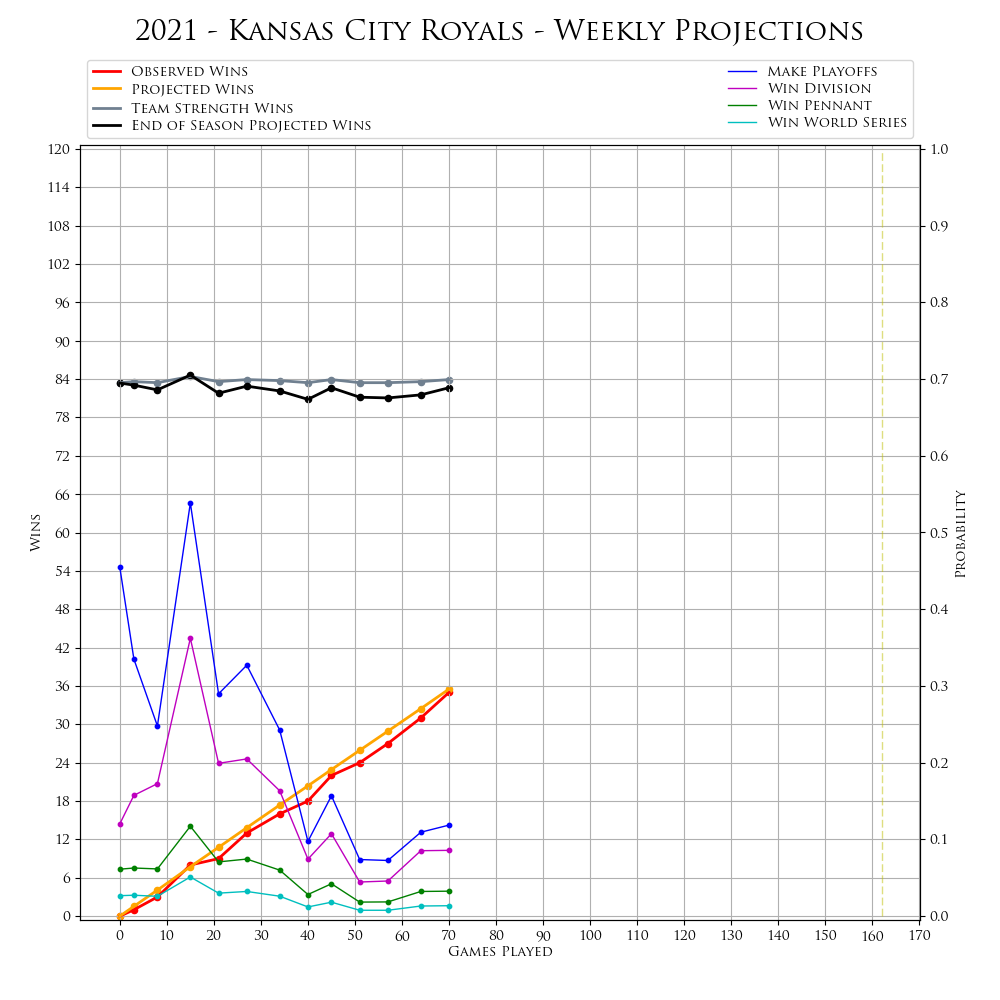 2021 - Kansas City Royals - Weekly Projections
Observed Wins
Projected Wins
Team Strength Wins
End of Season Projected Wins
Make Playoffs
Win Division
Win Pennant
Win World Series
120
114
108
102
96
90
84
78
72
66
60
54
48
42
36
30
24
18
12
6
0
Wins
1.0
0.9
0.8
0.7
0.6
0.5
0.4
0.3
0.2
0.1
0.0
Probability
0 10 20 30 40 50 60 70 80 90 100 110 120 130 140 150 160 170
Games Played